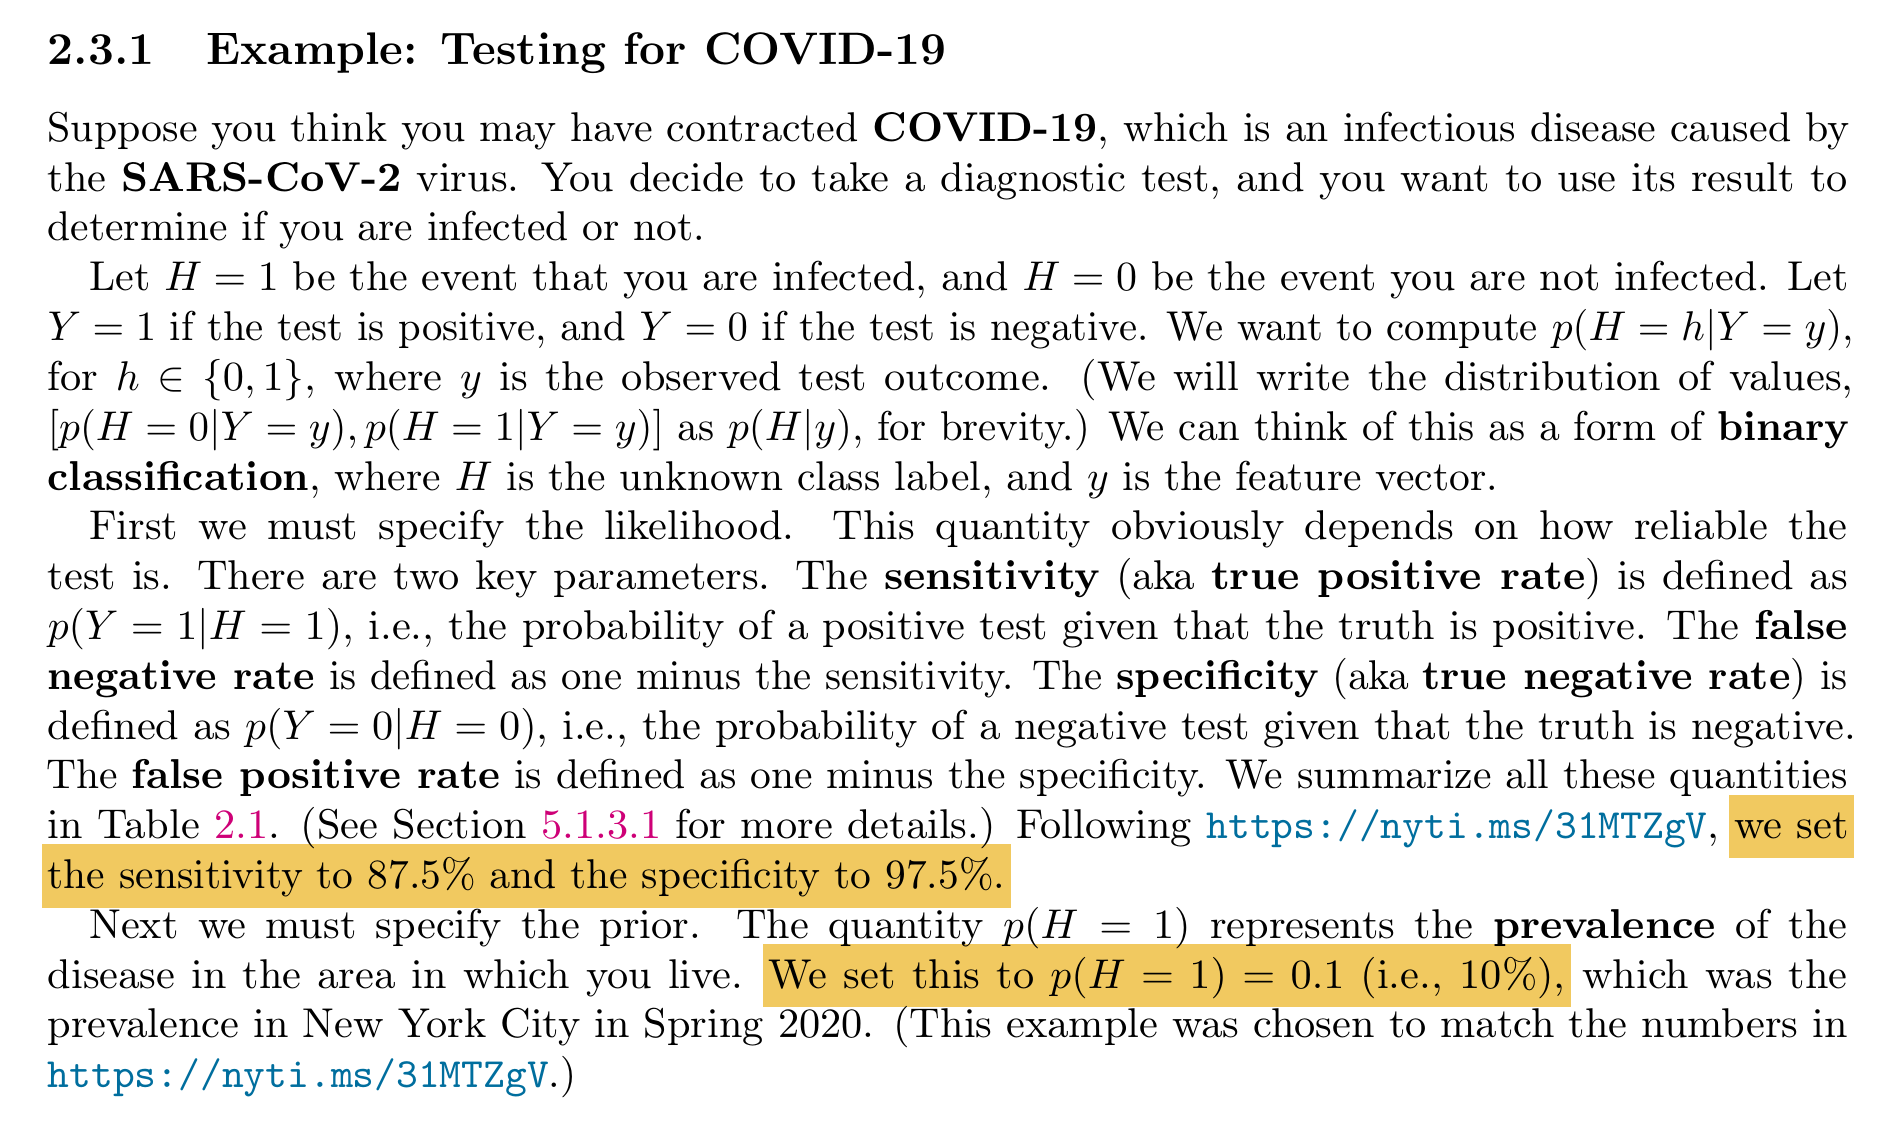 2.3.1 Example: Testing for COVID-19
Suppose you think you may have contracted COVID-19, which is an infectious disease caused by
the SARS-CoV-2 virus. You decide to take a diagnostic test, and you want to use its result to
determine if you are infected or not.
Let H = 1 be the event that you are infected, and H = 0 be the event you are not infected. Let
Y = 1 if the test is positive, and Y = 0 if the test is negative. We want to compute p(H = h|Y = y),
for h ∈ {0, 1}, where y is the observed test outcome. (We will write the distribution of values,
[p(H = 0|Y = y), p(H = 1|Y = y)] as p(H|y), for brevity.) We can think of this as a form of binary
classification, where H is the unknown class label, and y is the feature vector.
First we must specify the likelihood. This quantity obviously depends on how reliable the
test is. There are two key parameters. The sensitivity (aka true positive rate) is defined as
p(Y = 1|H = 1), i.e., the probability of a positive test given that the truth is positive. The false
negative rate is defined as one minus the sensitivity. The specificity (aka true negative rate) is
defined as p(Y = 0|H = 0), i.e., the probability of a negative test given that the truth is negative.
The false positive rate is defined as one minus the specificity. We summarize all these quantities
in Table 2.1. (See Section 5.1.3.1 for more details.) Following https://nyti.ms/31MTZgV, we set
the sensitivity to 87.5% and the specificity to 97.5%.
Next we must specify the prior. The quantity p(H = 1) represents the prevalence of the
disease in the area in which you live. We set this to p(H = 1) = 0.1 (i.e., 10%), which was the
prevalence in New York City in Spring 2020. (This example was chosen to match the numbers in
https://nyti.ms/31MTZgV.)